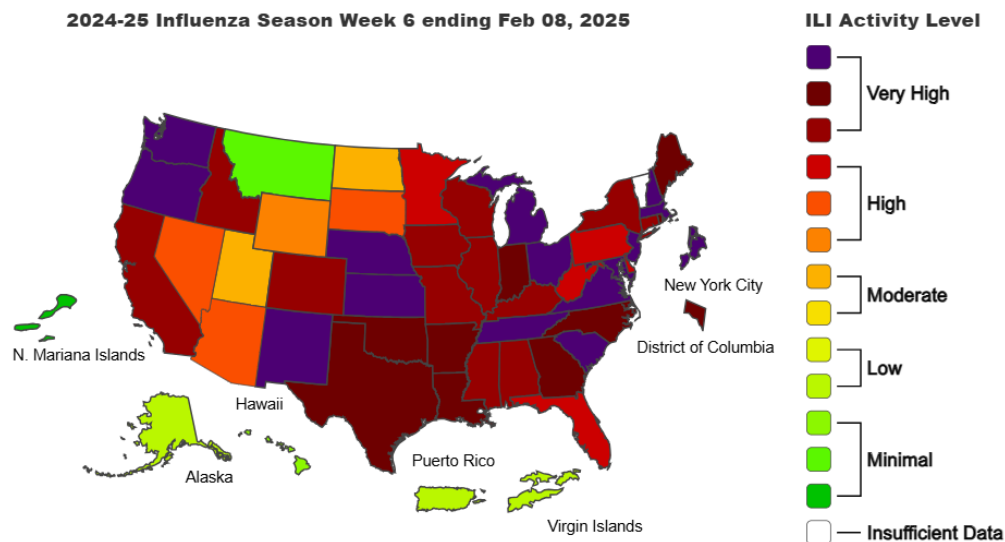 2024-25 Influenza Season Week 6 ending Feb 08, 2025
ILI Activity Level
Very High
High
Moderate
Low
Minimal
Insufficient Data
New York City
District of Columbia
N. Mariana Islands
Hawaii
Alaska
Puerto Rico
Virgin Islands